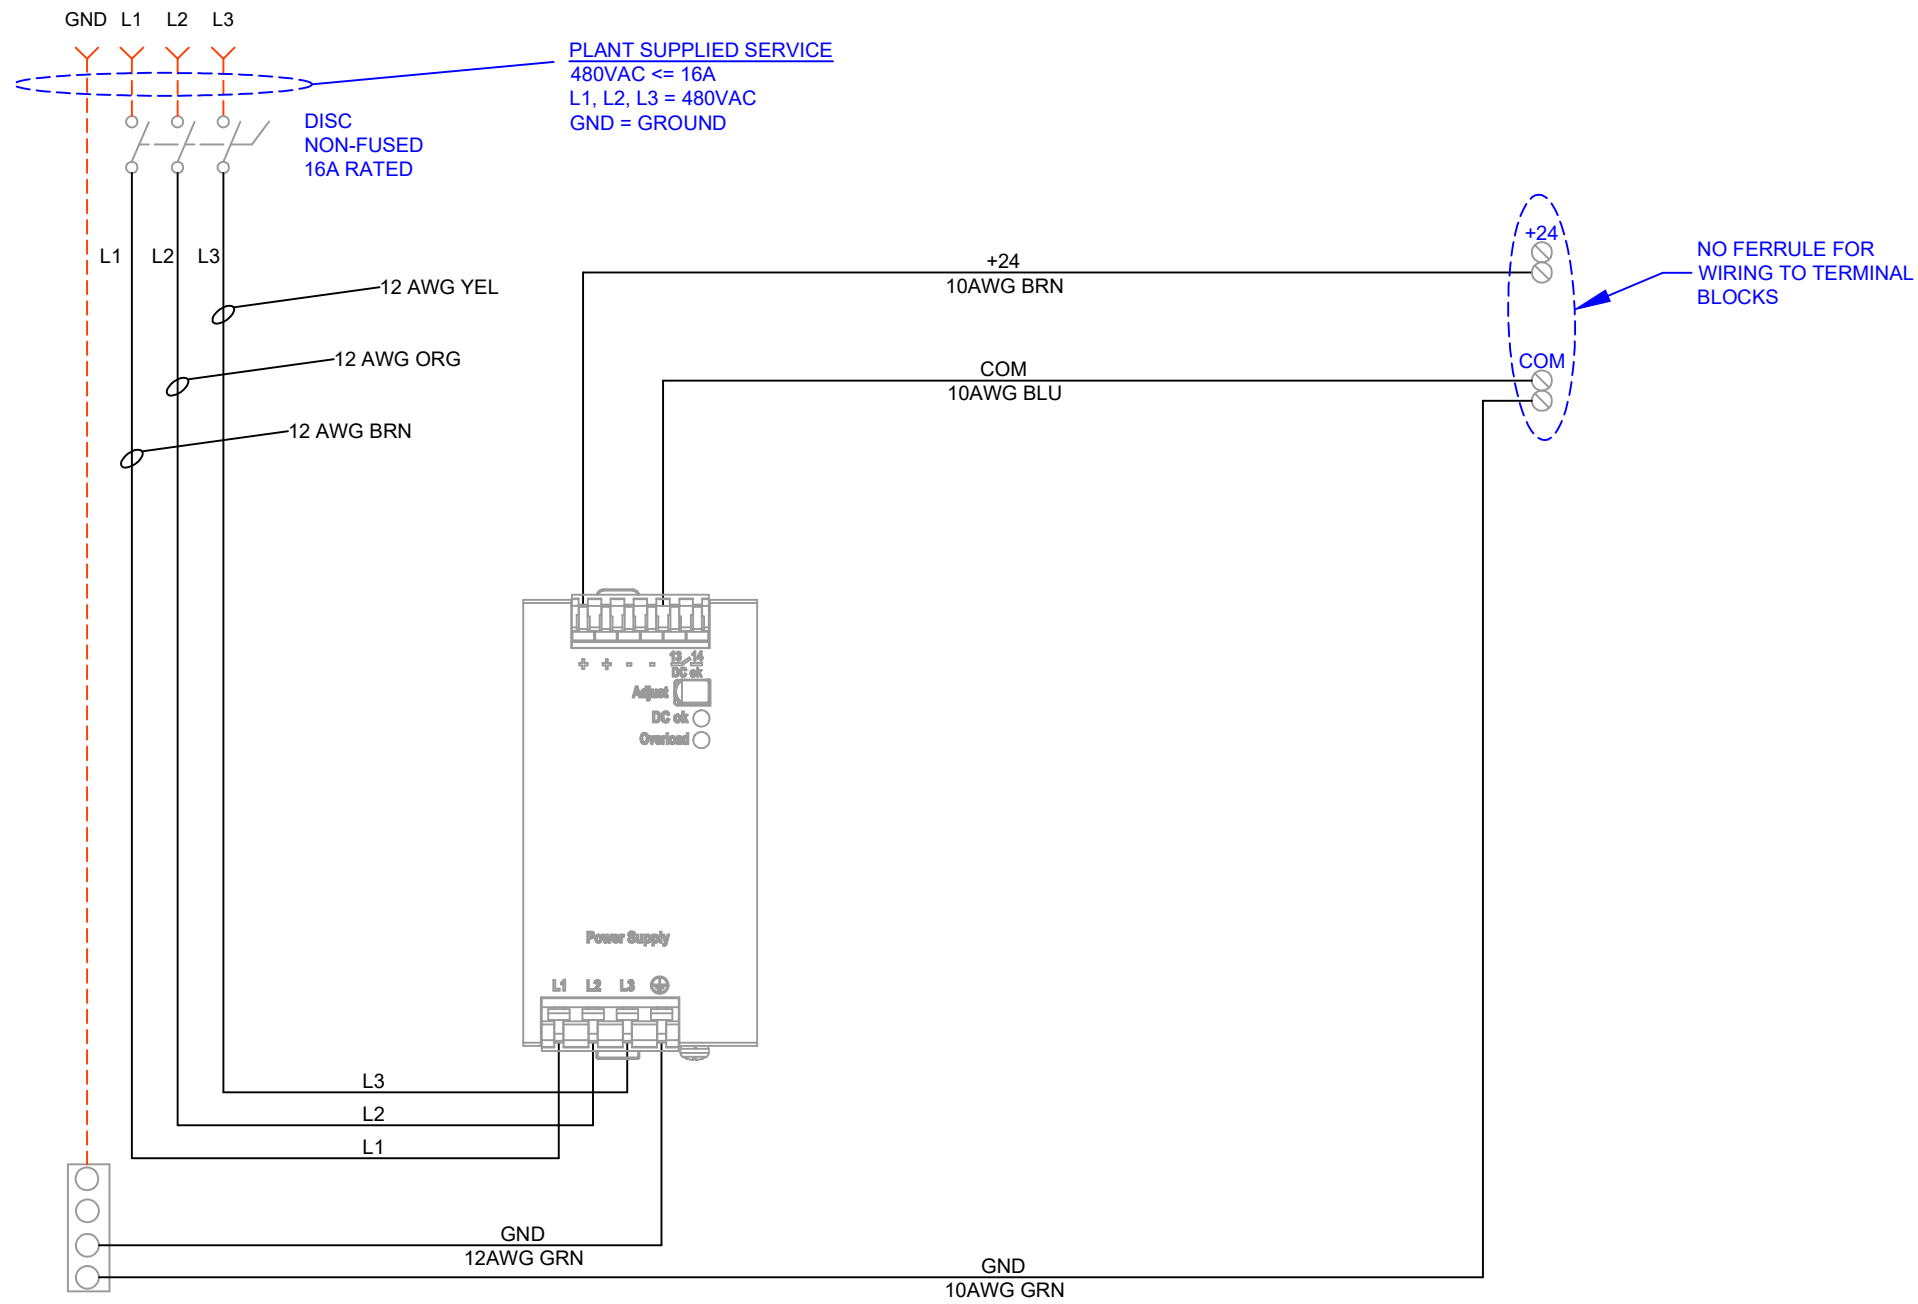 GND L1 L2 L3
PLANT SUPPLIED SERVICE
480VAC <= 16A
L1, L2, L3 = 480VAC
GND = GROUND
DISC
NON-FUSED
16A RATED
L1 L2 L3
12 AWG YEL
12 AWG ORG
12 AWG BRN
+24
10AWG BRN
COM
10AWG BLU
+24
COM
NO FERRULE FOR
WIRING TO TERMINAL
BLOCKS
+ + - - 13 14
DC ok
Adjust
DC ok
Overload
Power Supply
L1 L2 L3
L3
L2
L1
GND
12AWG GRN
GND
10AWG GRN